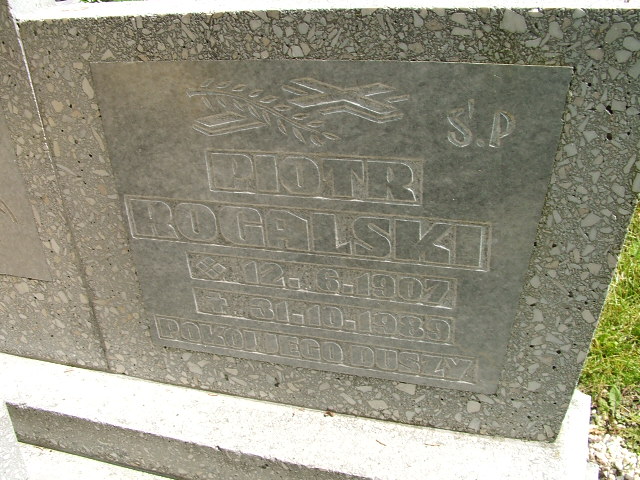 Ś.P
PIOTR
ROGALSKI
12.6.1907
31.10.1989
POKÓJ JEGO DUSZY